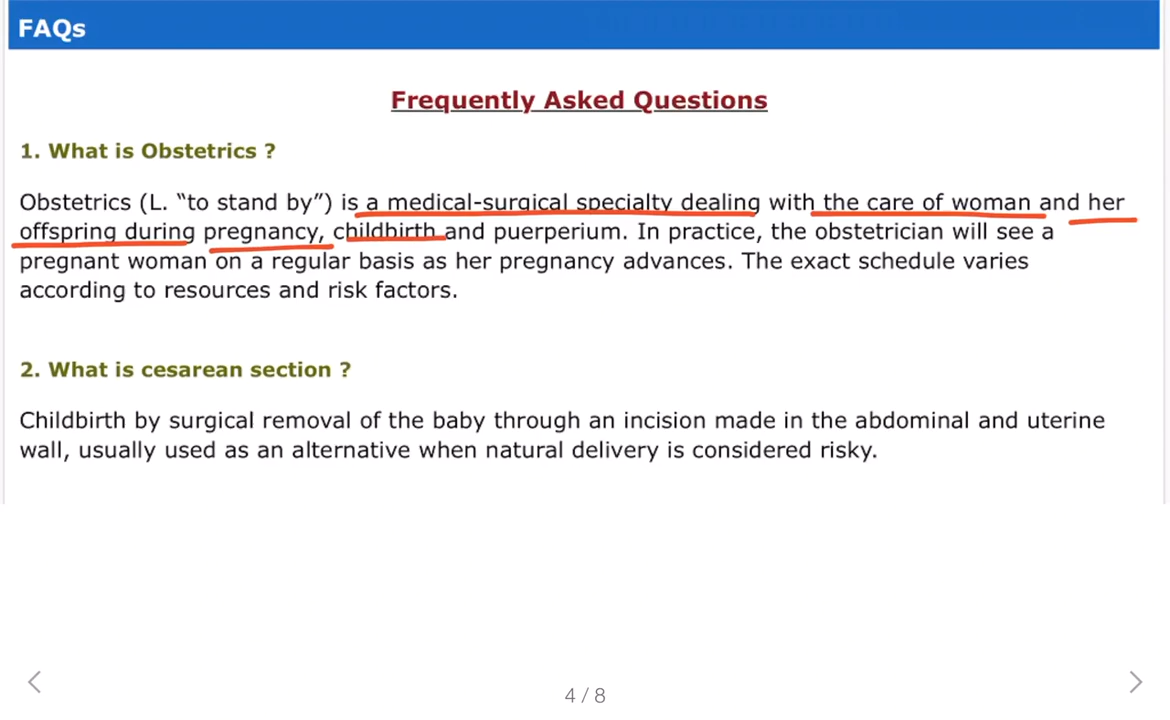 FAQs
Frequently Asked Questions
1. What is Obstetrics ?
Obstetrics (L. “to stand by”) is a medical-surgical specialty dealing with the care of woman and her
offspring during pregnancy, childbirth and puerperium. In practice, the obstetrician will see a
pregnant woman on a regular basis as her pregnancy advances. The exact schedule varies
according to resources and risk factors.
2. What is cesarean section ?
Childbirth by surgical removal of the baby through an incision made in the abdominal and uterine
wall, usually used as an alternative when natural delivery is considered risky.
4 / 8